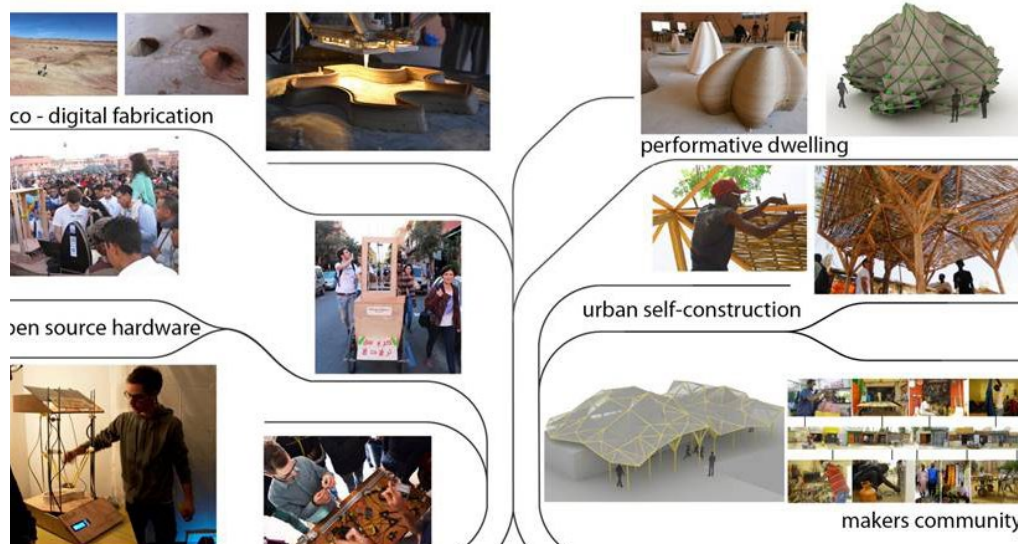 co - digital fabrication
performative dwelling
urban self-construction
pen source hardware
makers community